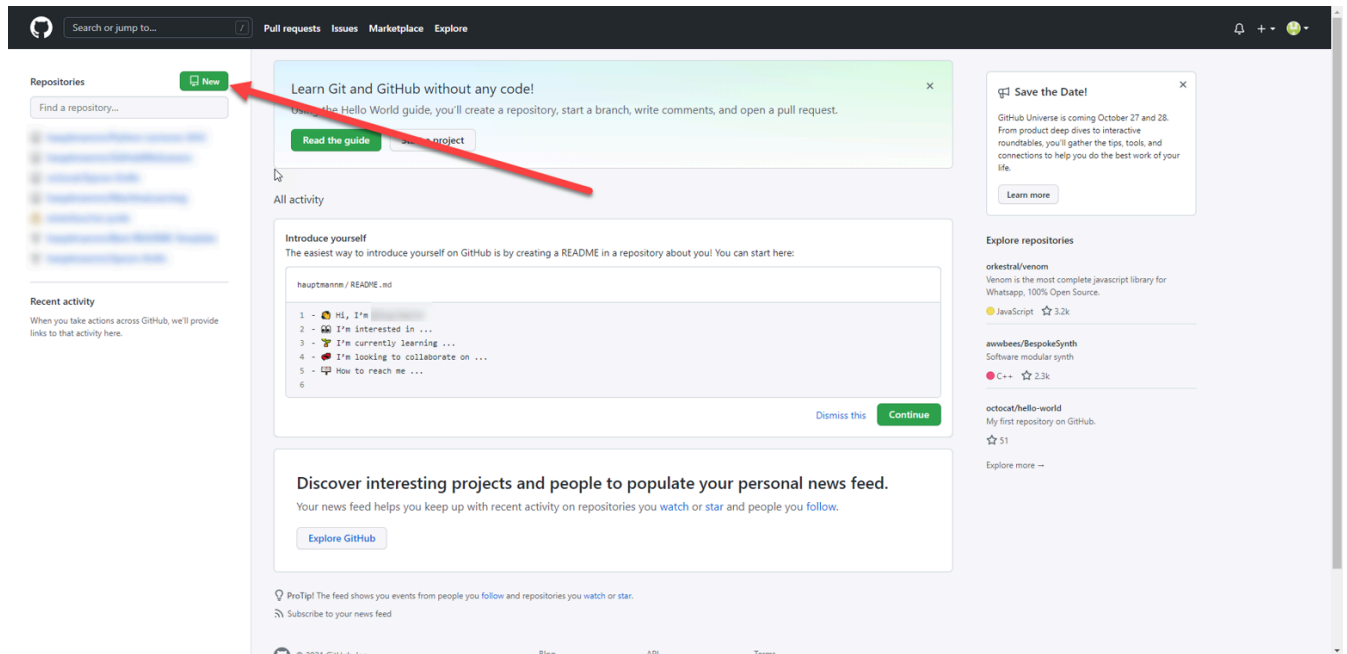 Search or jump to...
/
Pull requests Issues Marketplace Explore
Repositories
New
Find a repository...
Recent activity
When you take actions across GitHub, we'll provide
links to that activity here.
Learn Git and GitHub without any code!
Using the Hello World guide, you'll create a repository, start a branch, write comments, and open a pull request.
Read the guide
project
All activity
Introduce yourself
The easiest way to introduce yourself on GitHub is by creating a README in a repository about you! You can start here:
hauptmannm / README.md
1 - 👋 Hi, I'm
2 - 👀 I'm interested in ...
3 - 🌱 I'm currently learning ...
4 - 💞️ I'm looking to collaborate on ...
5 - 📫 How to reach me ...
6
Dismiss this
Continue
Discover interesting projects and people to populate your personal news feed.
Your news feed helps you keep up with recent activity on repositories you watch or star and people you follow.
Explore GitHub
ProTip! The feed shows you events from people you follow and repositories you watch or star.
Subscribe to your news feed
Save the Date!
GitHub Universe is coming October 27 and 28.
From product deep dives to interactive
roundtables, you'll gather the tips, tools, and
connections to help you do the best work of your
life.
Learn more
Explore repositories
orkestral/venom
Venom is the most complete javascript library for
Whatsapp, 100% Open Source.
JavaScript 3.2k
awwbees/BespokeSynth
Software modular synth
C++ 2.3k
octocat/hello-world
My first repository on GitHub.
51
Explore more →
Blog
API
Terms